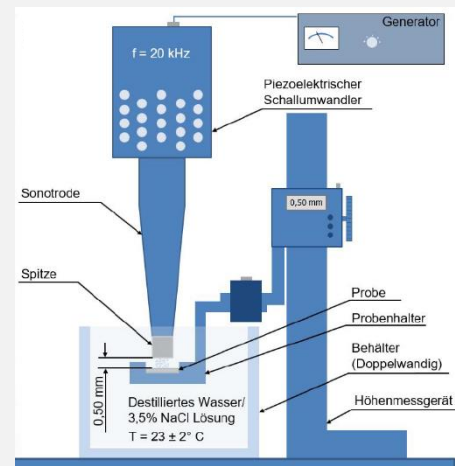 Generator
f = 20 kHz
Piezoelektrischer
Schallumwandler
0,50 mm
Sonotrode
Spitze
Probe
Probenhalter
Behälter
(Doppelwandig)
Höhenmessgerät
0,50 mm
Destilliertes Wasser/
3,5% NaCl Lösung
T = 23 ± 2° C